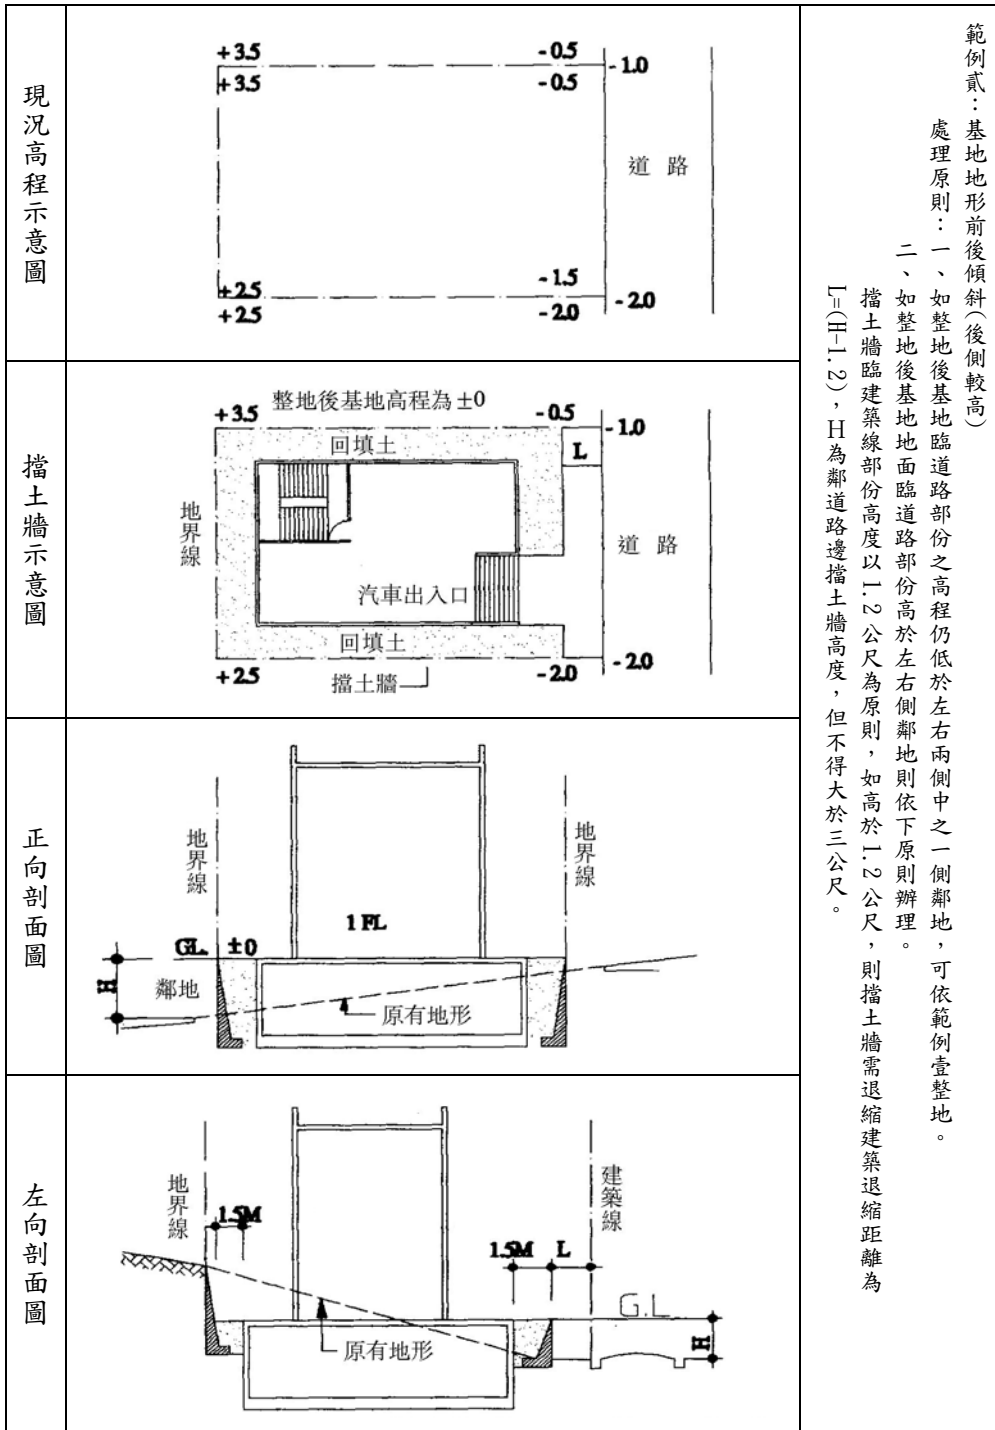 範例貳：基地地形前後傾斜(後側較高)
處理原則：一、如整地後基地臨道路部份之高程仍低於左右兩側中之一側鄰地，可依範例壹整地。
二、如整地後基地地面臨道路部份高於左右側鄰地則依下原則辦理。
擋土牆臨建築線部份高度以1.2公尺為原則，如高於1.2公尺，則擋土牆需退縮建築退縮距離為
L=(H-1.2)，H為鄰道路邊擋土牆高度，但不得大於三公尺。
現況高程示意圖
+3.5
-0.5
-1.0
+3.5
-0.5
道路
+2.5
-1.5
-2.0
+2.5
-2.0
擋土牆示意圖
整地後基地高程為±0
+3.5
-0.5
-1.0
回填土
L
地界線
道路
汽車出入口
回填土
+2.5
擋土牆
-2.0
-2.0
正向剖面圖
地界線
地界線
1 FL
GL. ±0
H
鄰地
原有地形
左向剖面圖
地界線
建築線
1.5M
1.5M
L
G.L
H
原有地形